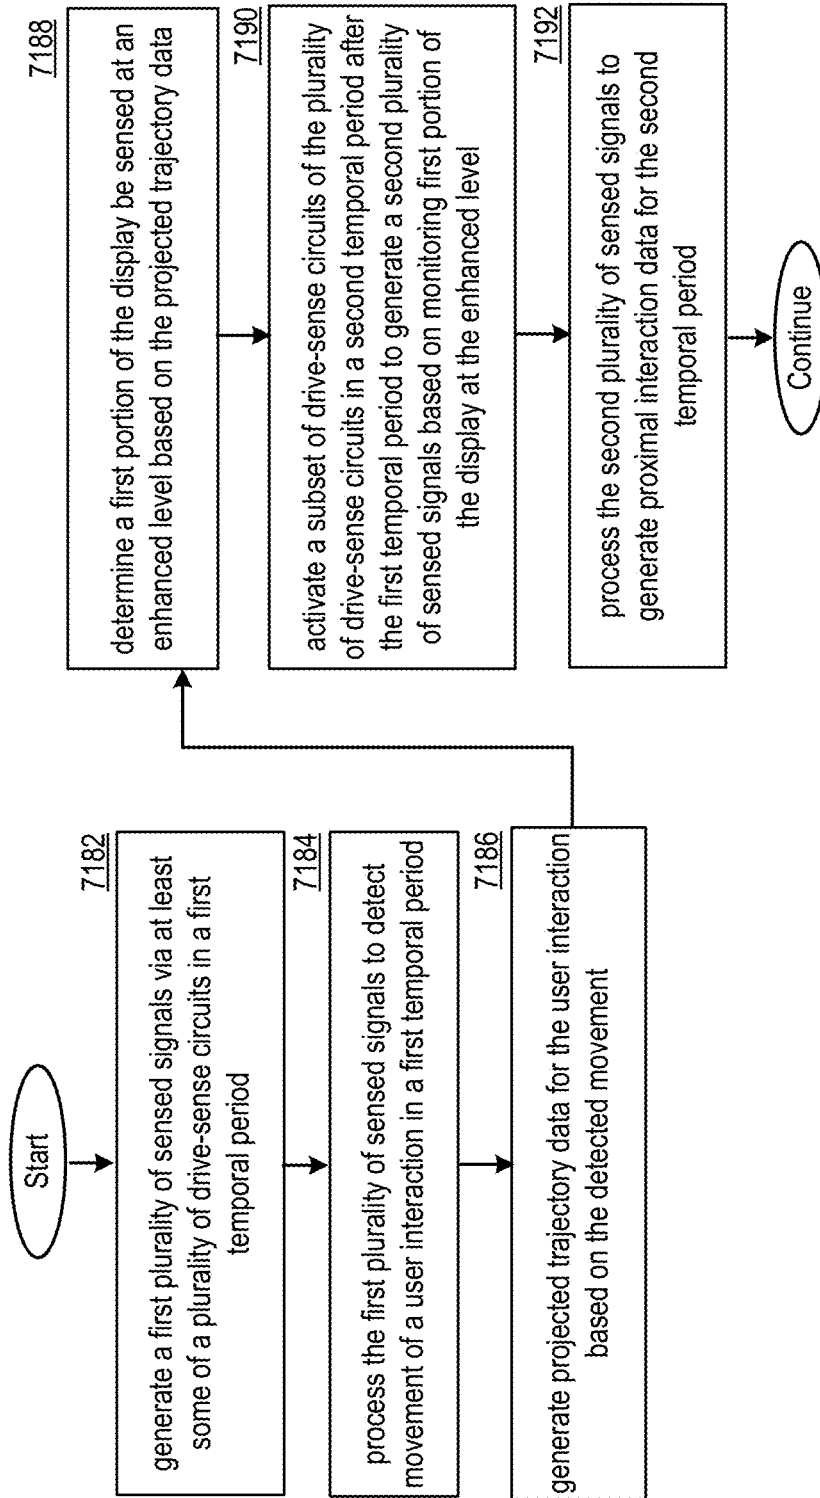 Start
7182
generate a first plurality of sensed signals via at least
some of a plurality of drive-sense circuits in a first
temporal period
7184
process the first plurality of sensed signals to detect
movement of a user interaction in a first temporal period
7186
generate projected trajectory data for the user interaction
based on the detected movement
7188
determine a first portion of the display be sensed at an
enhanced level based on the projected trajectory data
7190
activate a subset of drive-sense circuits of the plurality
of drive-sense circuits in a second temporal period after
the first temporal period to generate a second plurality
of sensed signals based on monitoring first portion of
the display at the enhanced level
7192
process the second plurality of sensed signals to
generate proximal interaction data for the second
temporal period
Continue